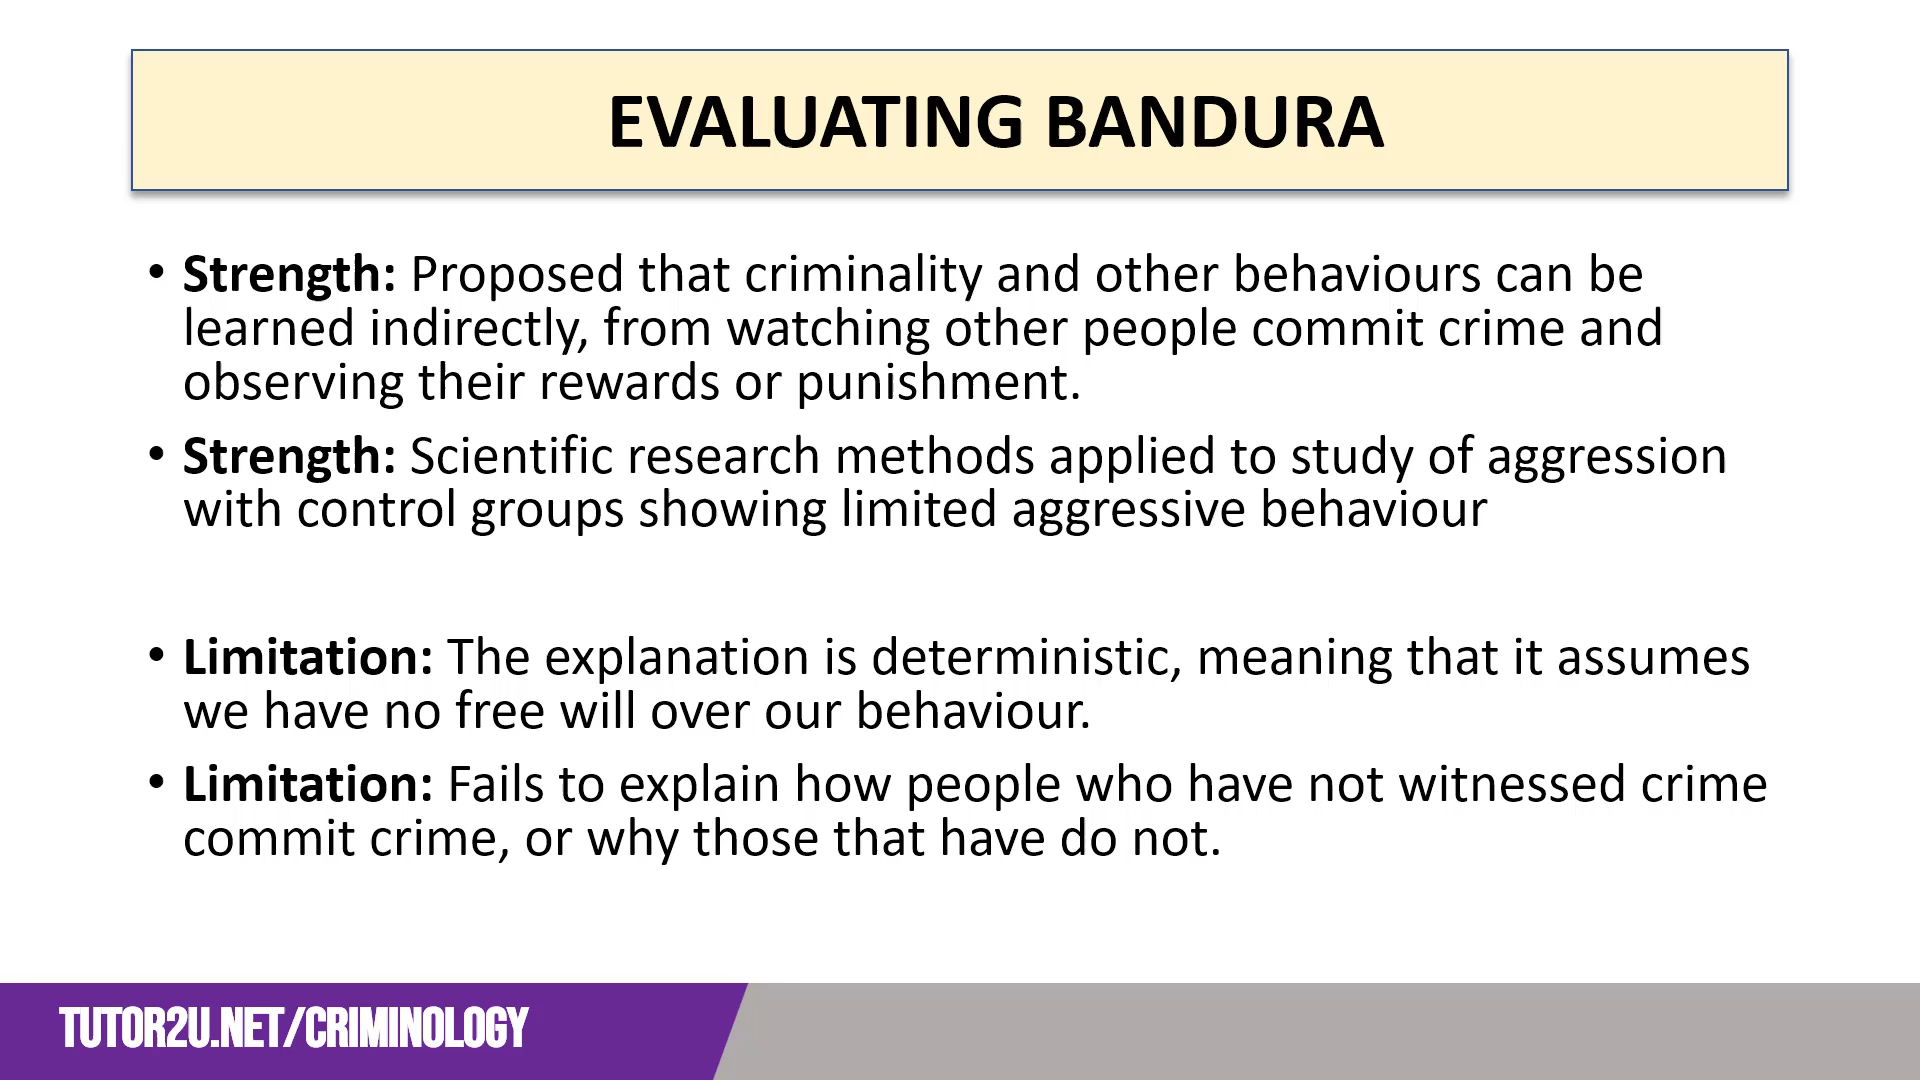 EVALUATING BANDURA
• Strength: Proposed that criminality and other behaviours can be
learned indirectly, from watching other people commit crime and
observing their rewards or punishment.
• Strength: Scientific research methods applied to study of aggression
with control groups showing limited aggressive behaviour
• Limitation: The explanation is deterministic, meaning that it assumes
we have no free will over our behaviour.
• Limitation: Fails to explain how people who have not witnessed crime
commit crime, or why those that have do not.
TUTOR2U.NET/CRIMINOLOGY